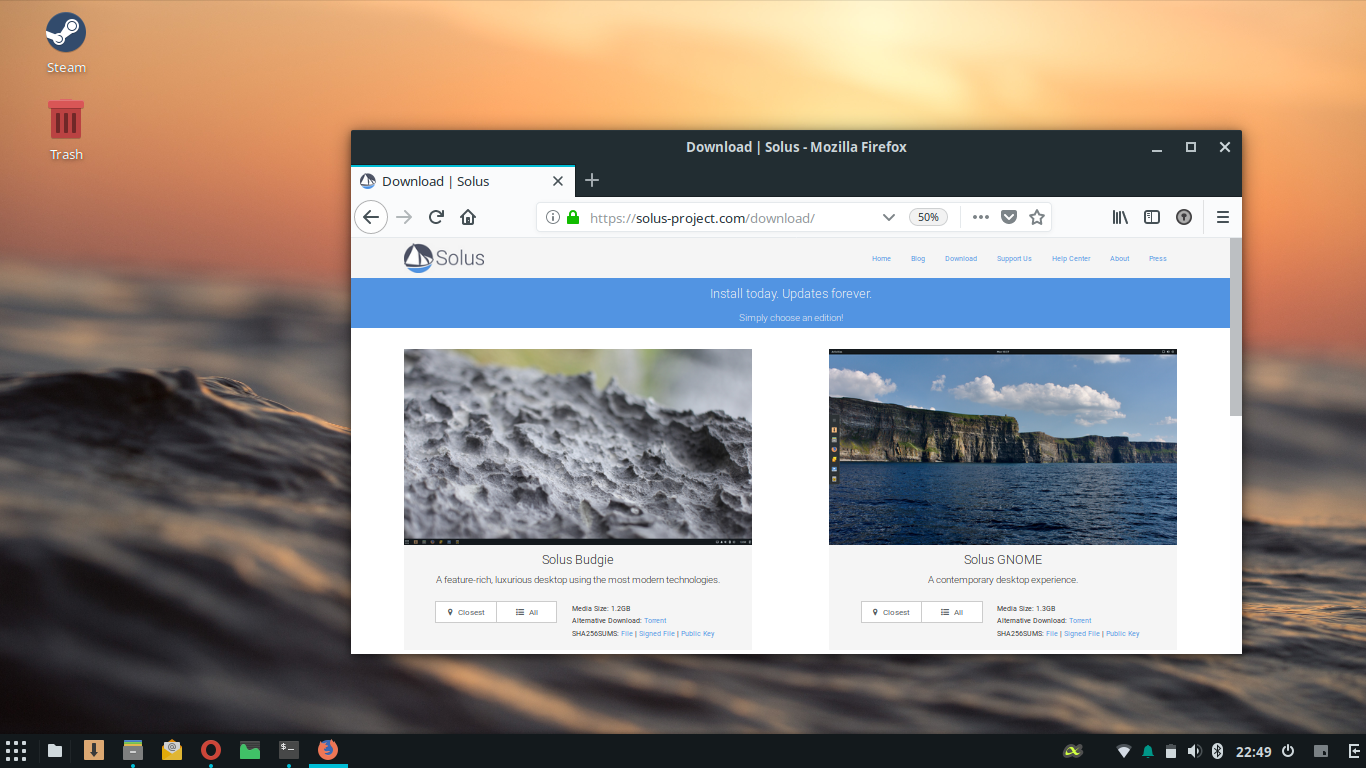 Steam
Trash
Download | Solus - Mozilla Firefox
Download | Solus
https://solus-project.com/download/
50%
Solus
Home Blog Download Support Us Help Center About Press
Install today. Updates forever.
Simply choose an edition!
Solus Budgie
A feature-rich, luxurious desktop using the most modern technologies.
Closest All
Media Size: 1.2GB
Alternative Download: Torrent
SHA256SUMS: File | Signed File | Public Key
Solus GNOME
A contemporary desktop experience.
Closest All
Media Size: 1.3GB
Alternative Download: Torrent
SHA256SUMS: File | Signed File | Public Key
22:49